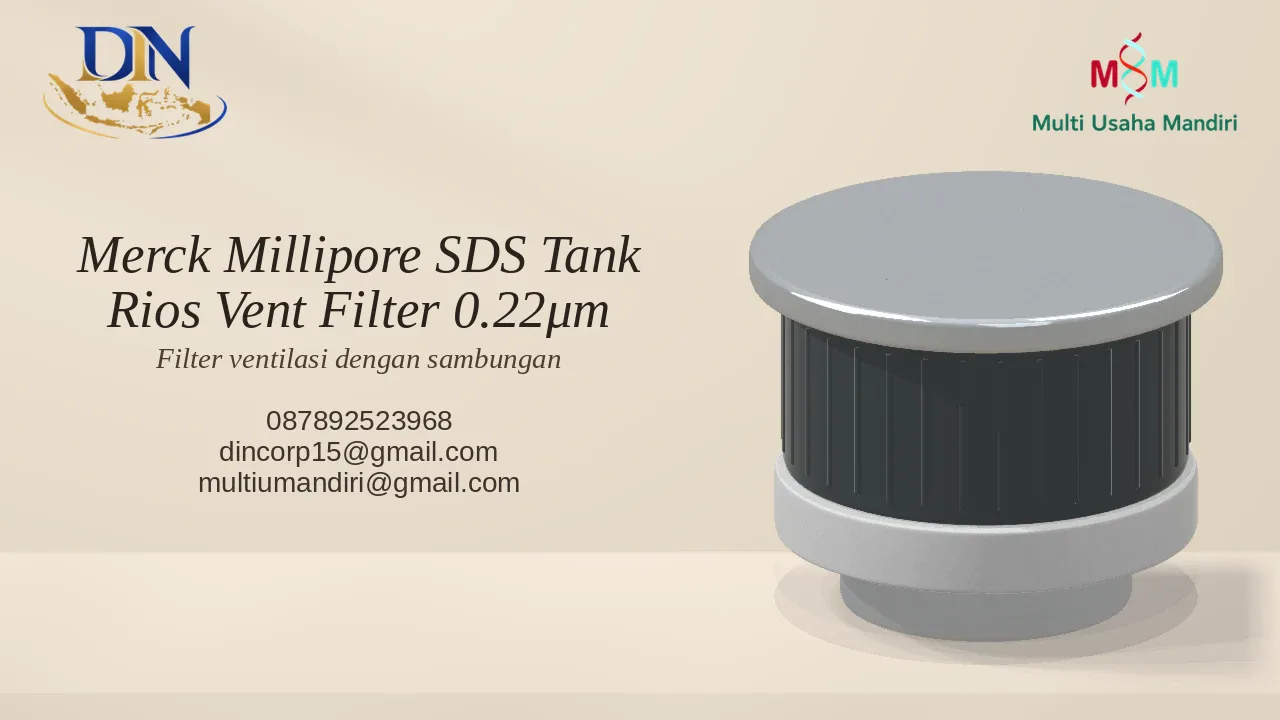 DN
M M
Multi Usaha Mandiri
Merck Millipore SDS Tank
Rios Vent Filter 0.22µm
Filter ventilasi dengan sambungan
087892523968
dincorp15@gmail.com
multiumandiri@gmail.com